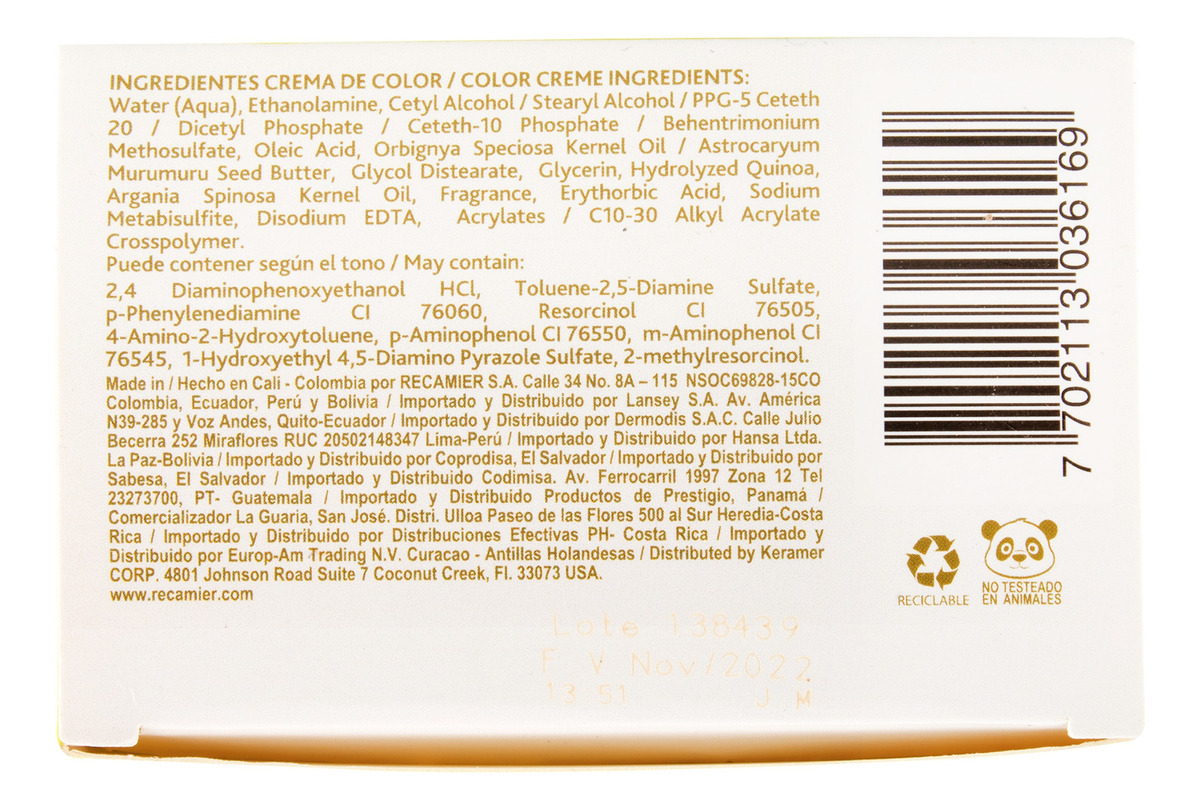 INGREDIENTES CREMA DE COLOR / COLOR CREME INGREDIENTS:
Water (Aqua), Ethanolamine, Cetyl Alcohol / Stearyl Alcohol / PPG-5 Ceteth
20 / Dicetyl Phosphate / Ceteth-10 Phosphate / Behentrimonium
Methosulfate, Oleic Acid, Orbignya Speciosa Kernel Oil / Astrocaryum
Murumuru Seed Butter, Glycol Distearate, Glycerin, Hydrolyzed Quinoa,
Argania Spinosa Kernel Oil, Fragrance, Erythorbic Acid, Sodium
Metabisulfite, Disodium EDTA, Acrylates / C10-30 Alkyl Acrylate
Crosspolymer.
Puede contener según el tono / May contain:
2,4 Diaminophenoxyethanol HCl, Toluene-2,5-Diamine Sulfate,
p-Phenylenediamine CI 76060, Resorcinol CI 76505,
4-Amino-2-Hydroxytoluene, p-Aminophenol CI 76550, m-Aminophenol CI
76545, 1-Hydroxyethyl 4,5-Diamino Pyrazole Sulfate, 2-methylresorcinol.
Made in / Hecho en Cali - Colombia por RECAMIER S.A. Calle 34 No. 8A – 115 NSOC69828-15CO
Colombia, Ecuador, Perú y Bolivia / Importado y Distribuido por Lansey S.A. Av. América
N39-285 y Voz Andes, Quito-Ecuador / Importado y Distribuído por Dermodis S.A.C. Calle Julio
Becerra 252 Miraflores RUC 20502148347 Lima-Perú / Importado y Distribuido por Hansa Ltda.
La Paz-Bolivia / Importado y Distribuido por Coprodisa, El Salvador / Importado y Distribuido por
Sabesa, El Salvador / Importado y Distribuido Codimisa. Av. Ferrocarril 1997 Zona 12 Tel
23273700, PT- Guatemala / Importado y Distribuido Productos de Prestigio, Panamá /
Comercializador La Guaria, San José. Distri. Ulloa Paseo de las Flores 500 al Sur Heredia-Costa
Rica / Importado y Distribuido por Distribuciones Efectivas PH- Costa Rica / Importado y
Distribuido por Europ-Am Trading N.V. Curacao - Antillas Holandesas / Distributed by Keramer
CORP. 4801 Johnson Road Suite 7 Coconut Creek, Fl. 33073 USA.
www.recamier.com
7 702113 036169
RECICLABLE
NO TESTEADO
EN ANIMALES
Lote 138439
F V Nov/2022
13 51 J M